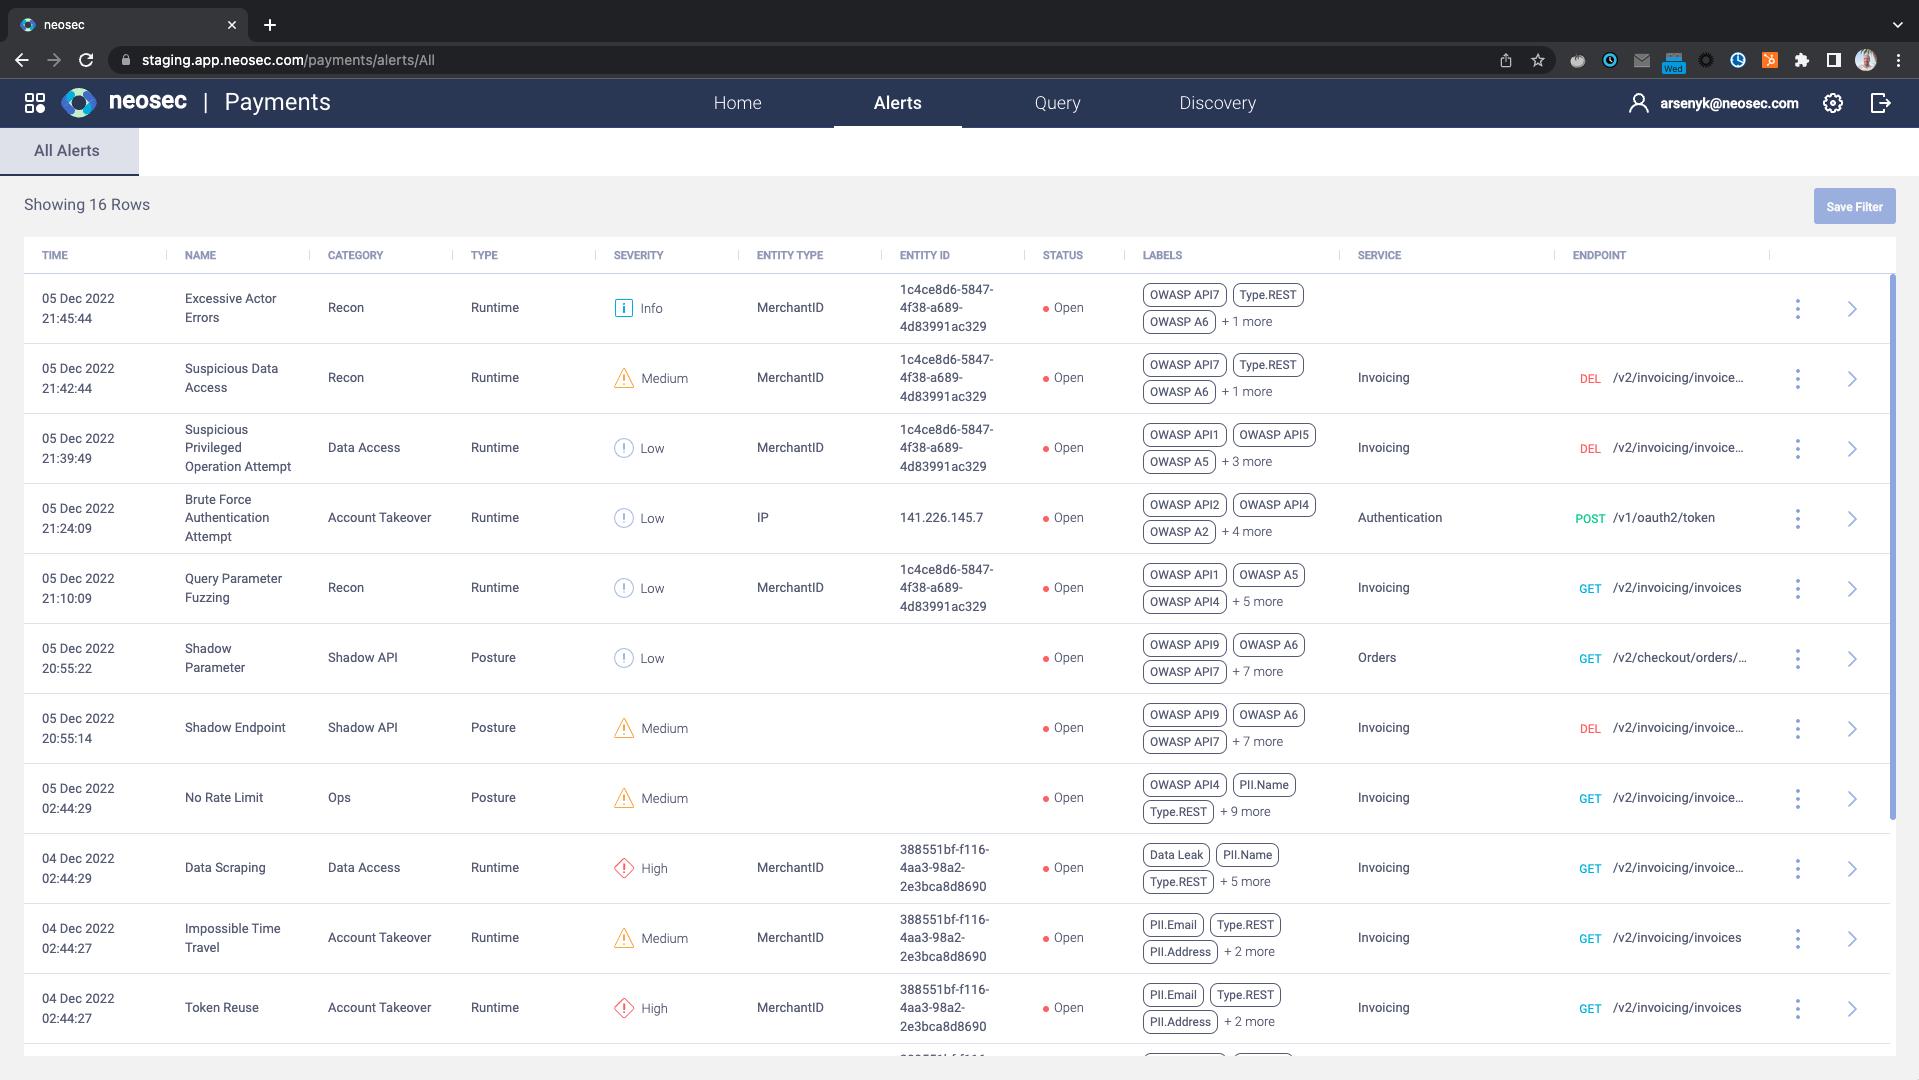 neosec
staging.app.neosec.com/payments/alerts/All
Wed
neosec | Payments
Home
Alerts
Query
Discovery
arsenyk@neosec.com
All Alerts
Showing 16 Rows
Save Filter
TIME NAME CATEGORY TYPE SEVERITY ENTITY TYPE ENTITY ID STATUS LABELS SERVICE ENDPOINT
05 Dec 2022
21:45:44
Excessive Actor
Errors
Recon
Runtime
Info
MerchantID
1c4ce8d6-5847-
4f38-a689-
4d83991ac329
Open
OWASP API7 Type.REST
OWASP A6 + 1 more
05 Dec 2022
21:42:44
Suspicious Data
Access
Recon
Runtime
Medium
MerchantID
1c4ce8d6-5847-
4f38-a689-
4d83991ac329
Open
OWASP API7 Type.REST
OWASP A6 + 1 more
Invoicing
DEL /v2/invoicing/invoice...
05 Dec 2022
21:39:49
Suspicious
Privileged
Operation Attempt
Data Access
Runtime
Low
MerchantID
1c4ce8d6-5847-
4f38-a689-
4d83991ac329
Open
OWASP API1 OWASP API5
OWASP A5 + 3 more
Invoicing
DEL /v2/invoicing/invoice...
05 Dec 2022
21:24:09
Brute Force
Authentication
Attempt
Account Takeover
Runtime
Low
IP
141.226.145.7
Open
OWASP API2 OWASP API4
OWASP A2 + 4 more
Authentication
POST /v1/oauth2/token
05 Dec 2022
21:10:09
Query Parameter
Fuzzing
Recon
Runtime
Low
MerchantID
1c4ce8d6-5847-
4f38-a689-
4d83991ac329
Open
OWASP API1 OWASP A5
OWASP API4 + 5 more
Invoicing
GET /v2/invoicing/invoices
05 Dec 2022
20:55:22
Shadow
Parameter
Shadow API
Posture
Low
Open
OWASP API9 OWASP A6
OWASP API7 + 7 more
Orders
GET /v2/checkout/orders/...
05 Dec 2022
20:55:14
Shadow Endpoint
Shadow API
Posture
Medium
Open
OWASP API9 OWASP A6
OWASP API7 + 7 more
Invoicing
DEL /v2/invoicing/invoice...
05 Dec 2022
02:44:29
No Rate Limit
Ops
Posture
Medium
Open
OWASP API4 PII.Name
Type.REST + 9 more
Invoicing
GET /v2/invoicing/invoice...
04 Dec 2022
02:44:29
Data Scraping
Data Access
Runtime
High
MerchantID
388551bf-f116-
4aa3-98a2-
2e3bca8d8690
Open
Data Leak PII.Name
Type.REST + 5 more
Invoicing
GET /v2/invoicing/invoice...
04 Dec 2022
02:44:27
Impossible Time
Travel
Account Takeover
Runtime
Medium
MerchantID
388551bf-f116-
4aa3-98a2-
2e3bca8d8690
Open
PII.Email Type.REST
PII.Address + 2 more
Invoicing
GET /v2/invoicing/invoices
04 Dec 2022
02:44:27
Token Reuse
Account Takeover
Runtime
High
MerchantID
388551bf-f116-
4aa3-98a2-
2e3bca8d8690
Open
PII.Email Type.REST
PII.Address + 2 more
Invoicing
GET /v2/invoicing/invoices